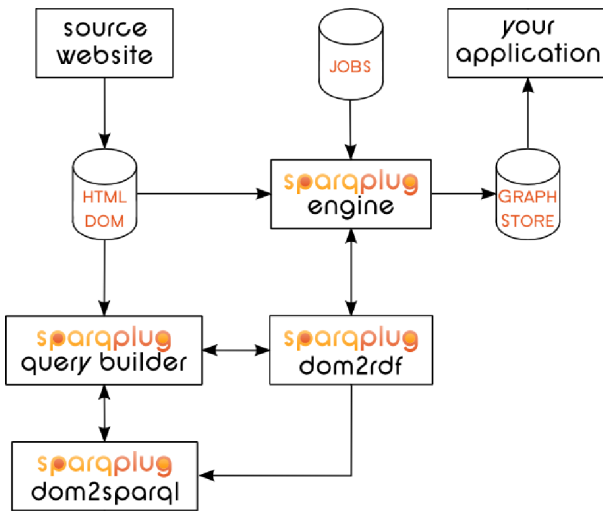 source
website
JOBS
your
application
HTML
DOM
sparqplug
engine
GRAPH
STORE
sparqplug
query builder
sparqplug
dom2rdf
sparqplug
dom2sparql